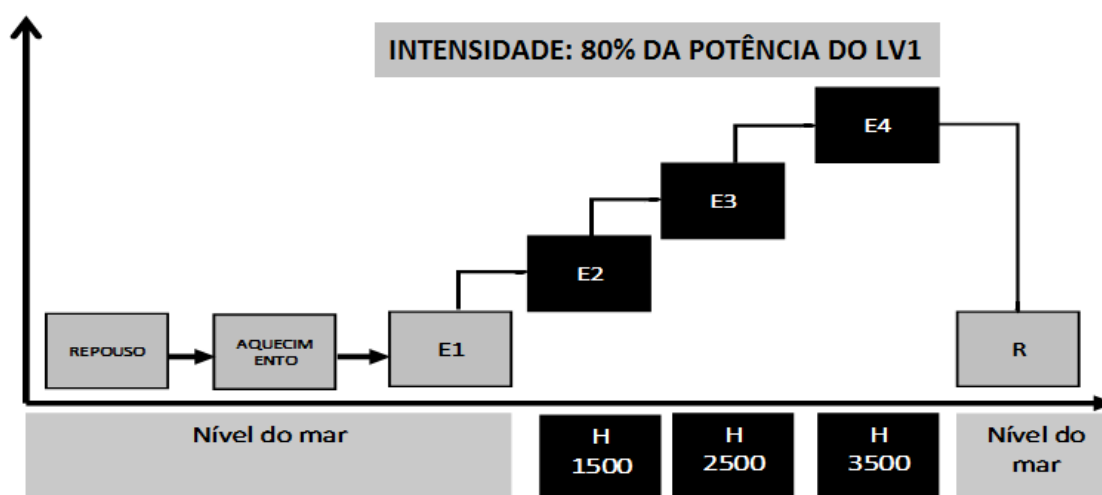 INTENSIDADE: 80% DA POTÊNCIA DO LV1
E4
E3
E2
REPOUSO
AQUECIM
ENTO
E1
R
Nível do mar
H
1500
H
2500
H
3500
Nível do
mar